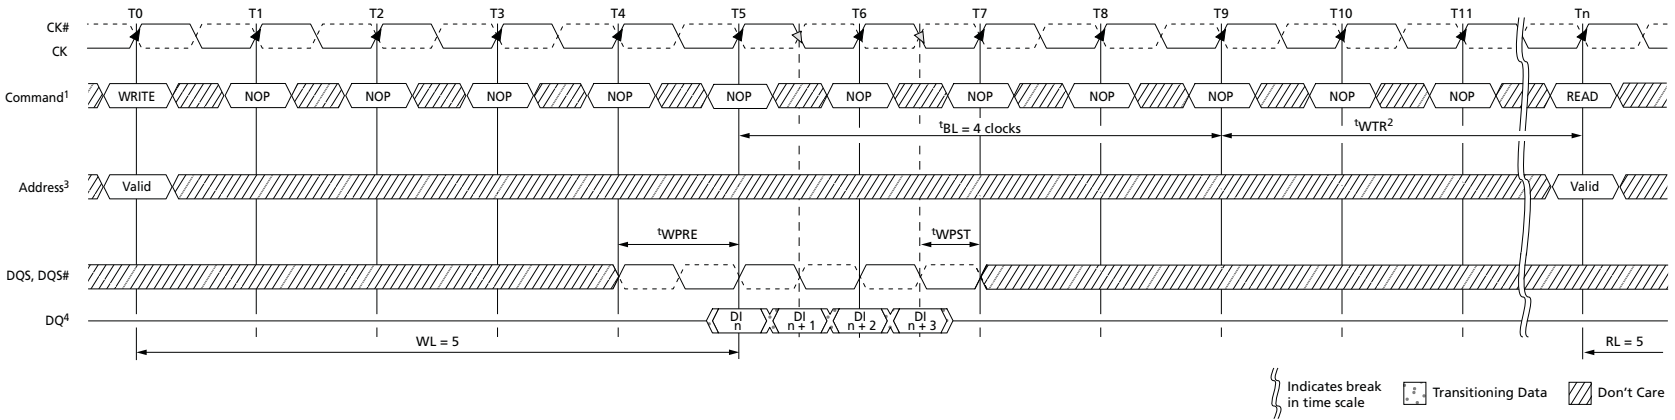 T0 T1 T2 T3 T4 T5 T6 T7 T8 T9 T10 T11 Tn
CK#
CK
Command1 WRITE NOP NOP NOP NOP NOP NOP NOP NOP NOP NOP NOP READ
tBL = 4 clocks tWTR2
Address3 Valid Valid
tWPRE tWPST
DQS, DQS#
DQ4 DI n DI n + 1 DI n + 2 DI n + 3
WL = 5 RL = 5
Indicates break
in time scale
Transitioning Data
Don't Care